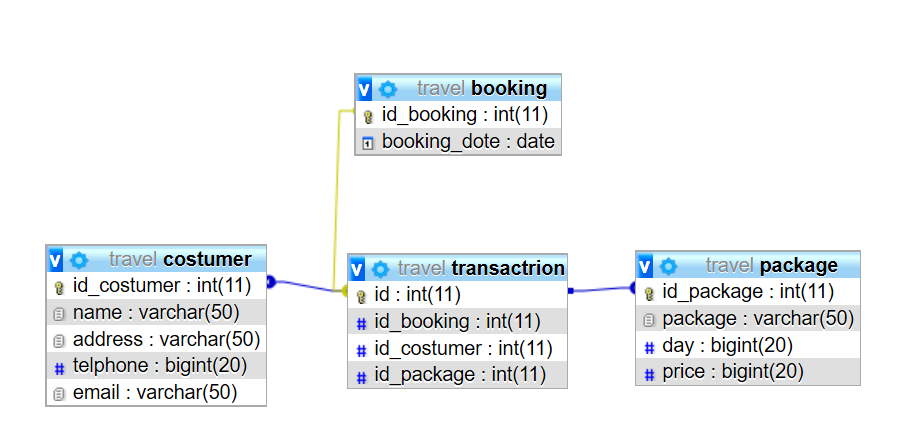 travel booking
id_booking : int(11)
booking_dote : date
travel costumer
id_costumer : int(11)
name : varchar(50)
address : varchar(50)
telphone : bigint(20)
email : varchar(50)
travel transactrion
id : int(11)
id_booking : int(11)
id_costumer : int(11)
id_package : int(11)
travel package
id_package : int(11)
package : varchar(50)
day : bigint(20)
price : bigint(20)